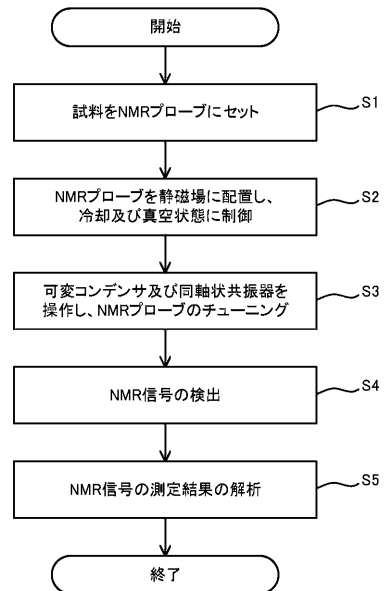 開始
試料をNMRプローブにセット
S1
NMRプローブを静磁場に配置し、
冷却及び真空状態に制御
S2
可変コンデンサ及び同軸状共振器を
操作し、NMRプローブのチューニング
S3
NMR信号の検出
S4
NMR信号の測定結果の解析
S5
終了